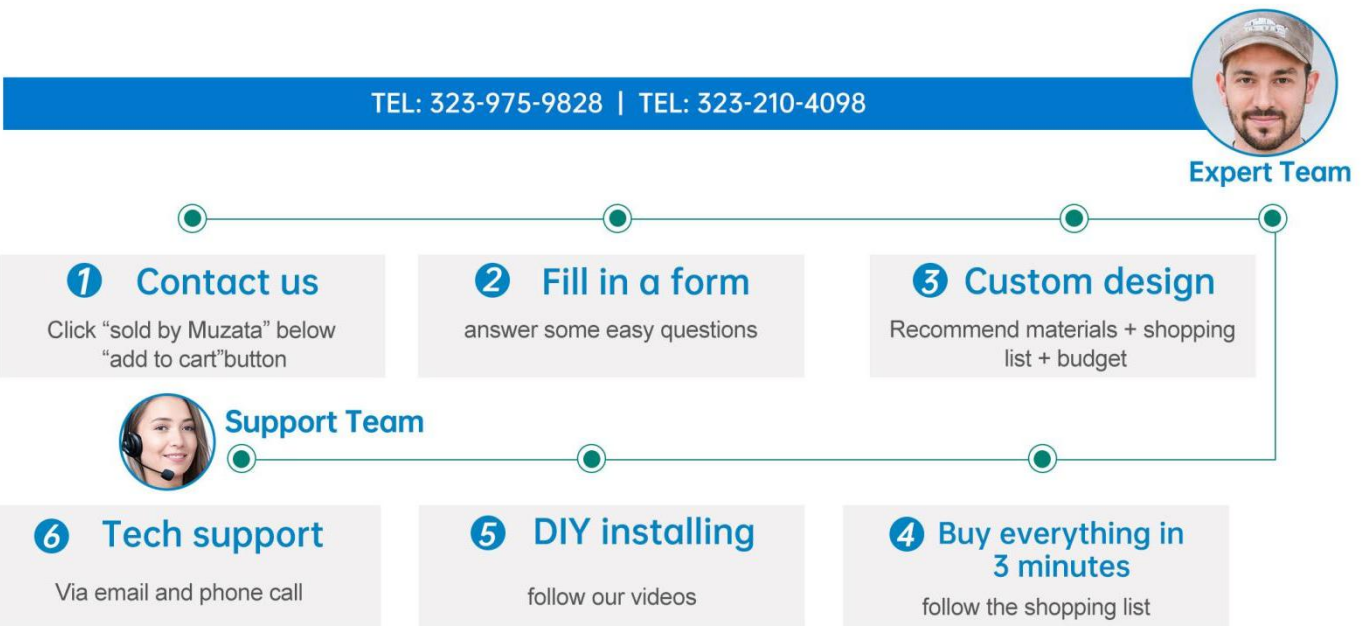 TEL: 323-975-9828 | TEL: 323-210-4098
Expert Team
1 Contact us
Click “sold by Muzata” below
“add to cart”button
2 Fill in a form
answer some easy questions
3 Custom design
Recommend materials + shopping
list + budget
Support Team
4 Buy everything in
3 minutes
follow the shopping list
5 DIY installing
follow our videos
6 Tech support
Via email and phone call